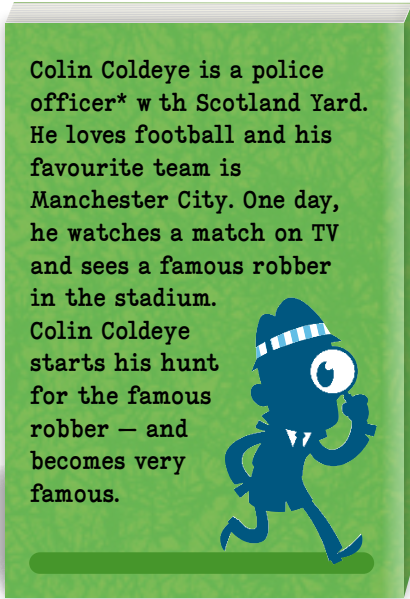 Colin Coldeye is a police
officer* w th Scotland Yard.
He loves football and his
favourite team is
Manchester City. One day,
he watches a match on TV
and sees a famous robber
in the stadium.
Colin Coldeye
starts his hunt
for the famous
robber – and
becomes very
famous.